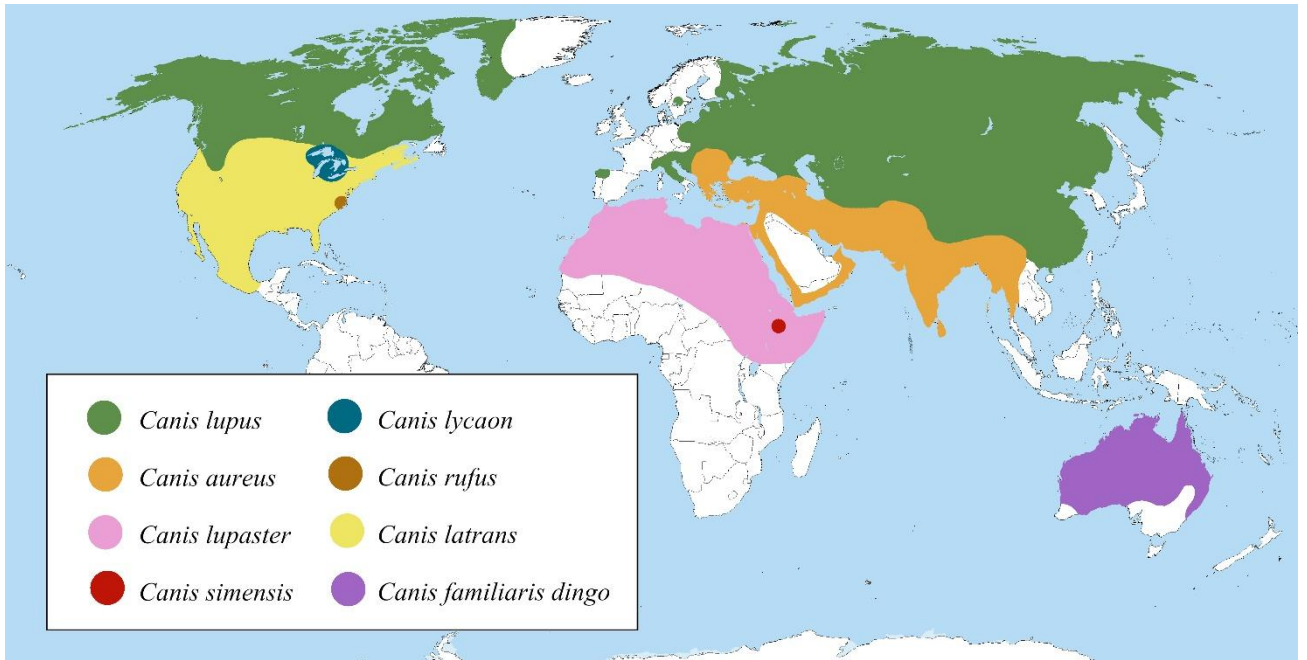 Canis lupus
Canis aureus
Canis lupaster
Canis simensis
Canis lycaon
Canis rufus
Canis latrans
Canis familiaris dingo